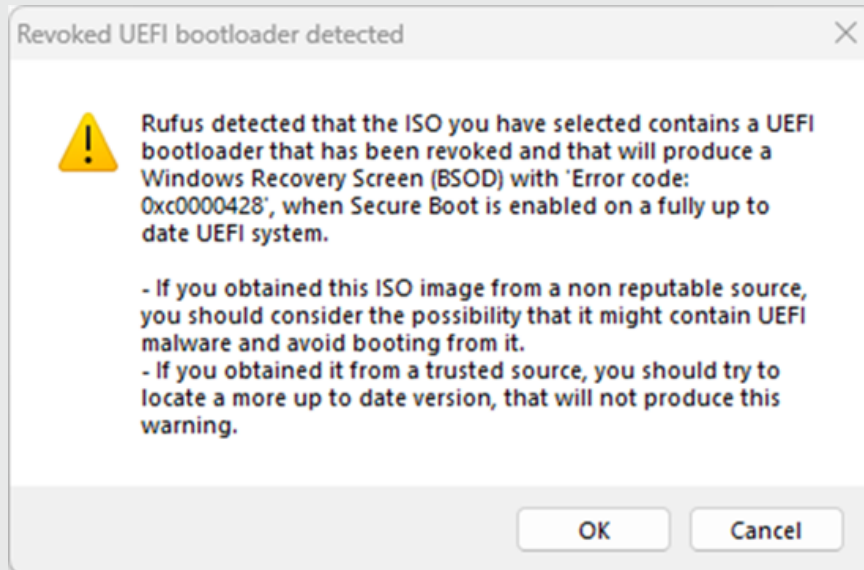 Revoked UEFI bootloader detected
Rufus detected that the ISO you have selected contains a UEFI
bootloader that has been revoked and that will produce a
Windows Recovery Screen (BSOD) with 'Error code:
0xc0000428', when Secure Boot is enabled on a fully up to
date UEFI system.
- If you obtained this ISO image from a non reputable source,
you should consider the possibility that it might contain UEFI
malware and avoid booting from it.
- If you obtained it from a trusted source, you should try to
locate a more up to date version, that will not produce this
warning.
OK
Cancel